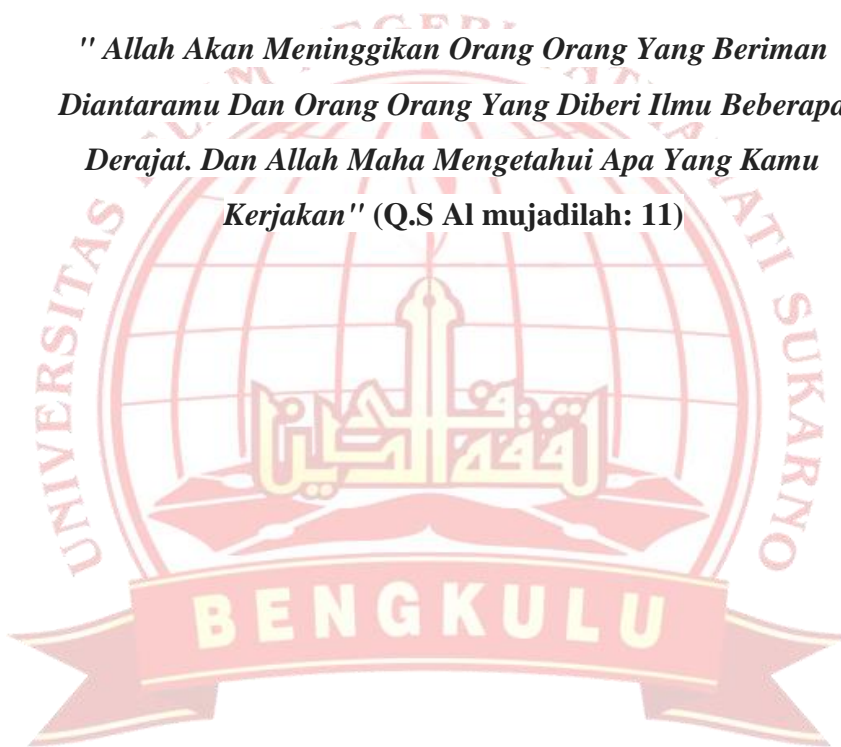 " Allah Akan Meninggikan Orang Orang Yang Beriman
Diantaramu Dan Orang Orang Yang Diberi Ilmu Beberapa
Derajat. Dan Allah Maha Mengetahui Apa Yang Kamu
Kerjakan" (Q.S Al mujadilah: 11)
UNIVERSITAS
SUKARNO
BENGKULU